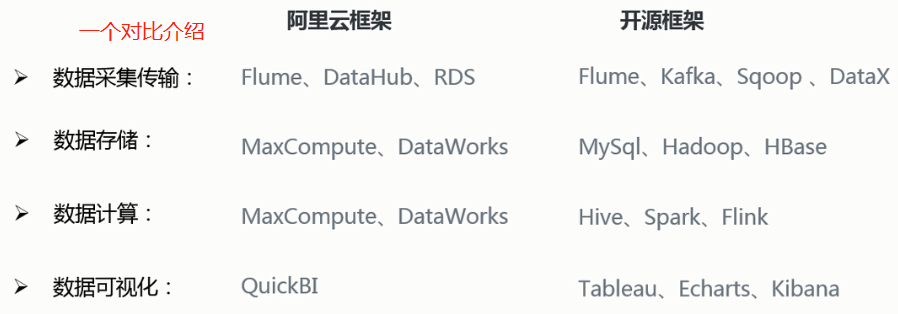 一个对比介绍 阿里云框架 开源框架
➢ 数据采集传输： Flume、DataHub、RDS Flume、Kafka、Sqoop 、DataX
➢ 数据存储： MaxCompute、DataWorks MySql、Hadoop、HBase
➢ 数据计算： MaxCompute、DataWorks Hive、Spark、Flink
➢ 数据可视化： QuickBI Tableau、Echarts、Kibana